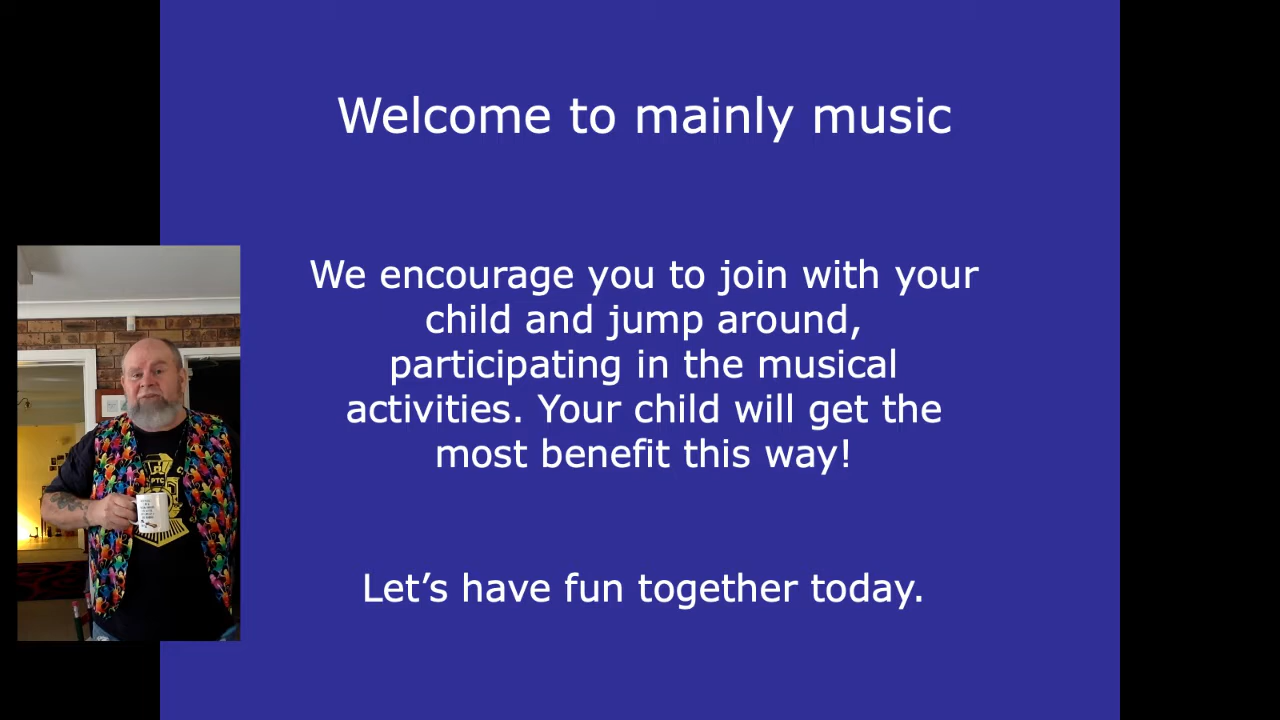 Welcome to mainly music
We encourage you to join with your
child and jump around,
participating in the musical
activities. Your child will get the
most benefit this way!
Let’s have fun together today.
PTC